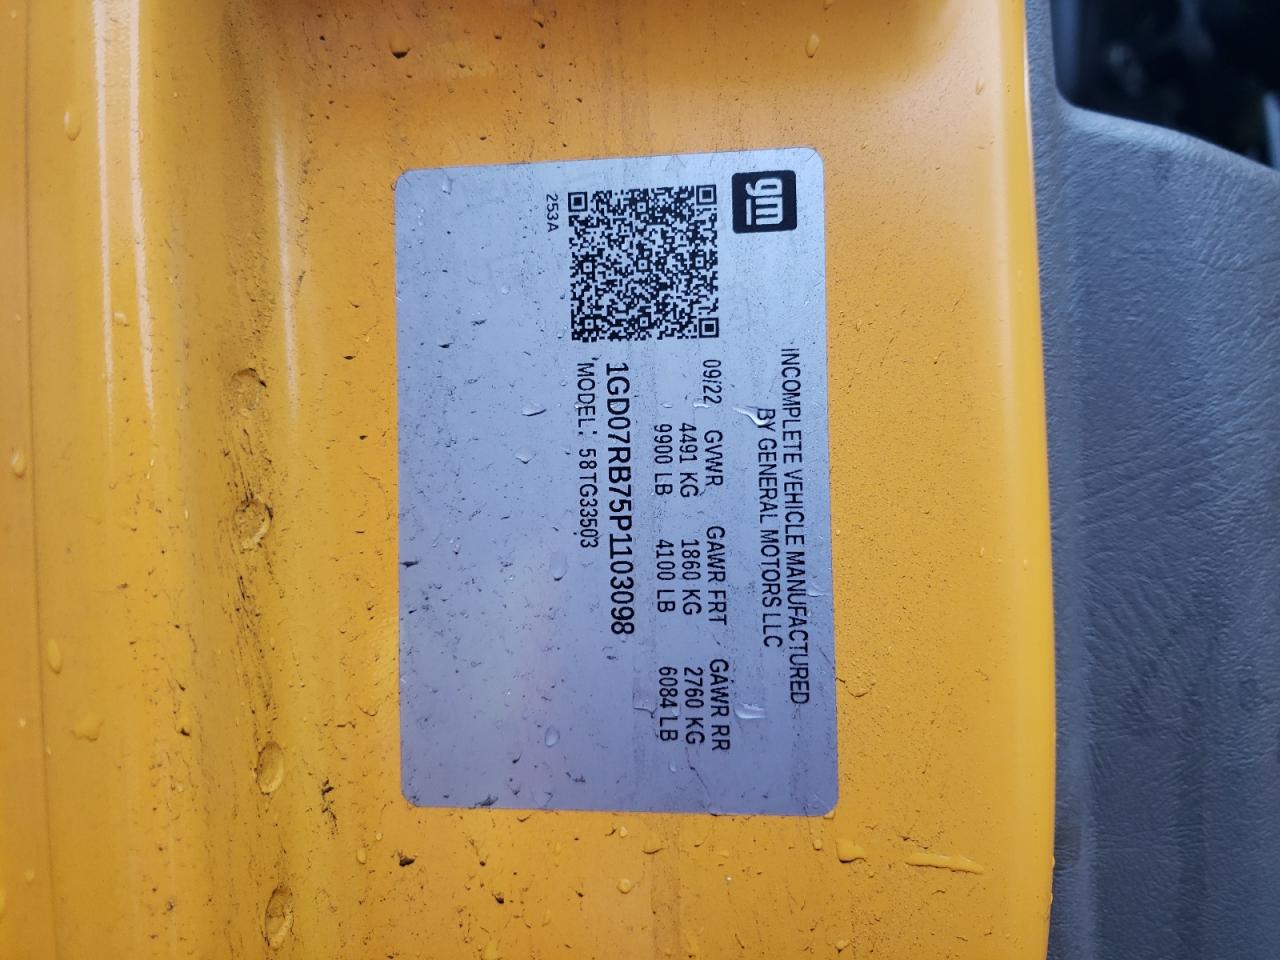 gm
INCOMPLETE VEHICLE MANUFACTURED
BY GENERAL MOTORS LLC
09/22 GVWR GAWR FRT GAWR RR
4491 KG 1860 KG 2760 KG
9900 LB 4100 LB 6084 LB
1GD07RB75P1103098
MODEL: 58TG33503
253A